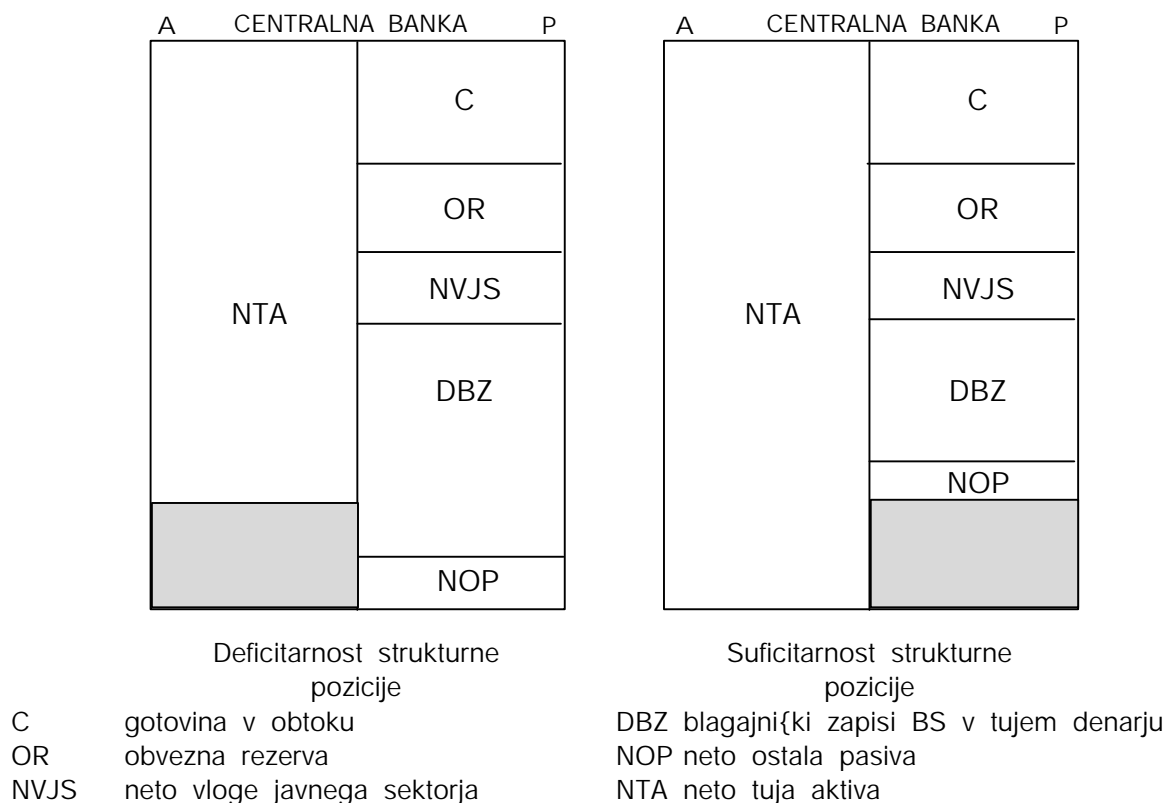 A CENTRALNA BANKA P
C
OR
NVJS
NTA
DBZ
NOP
Deficitarnost strukturne
pozicije
A CENTRALNA BANKA P
C
OR
NVJS
NTA
DBZ
NOP
Suficitarnost strukturne
pozicije
C gotovina v obtoku
OR obvezna rezerva
NVJS neto vloge javnega sektorja
DBZ blagajni{ki zapisi BS v tujem denarju
NOP neto ostala pasiva
NTA neto tuja aktiva